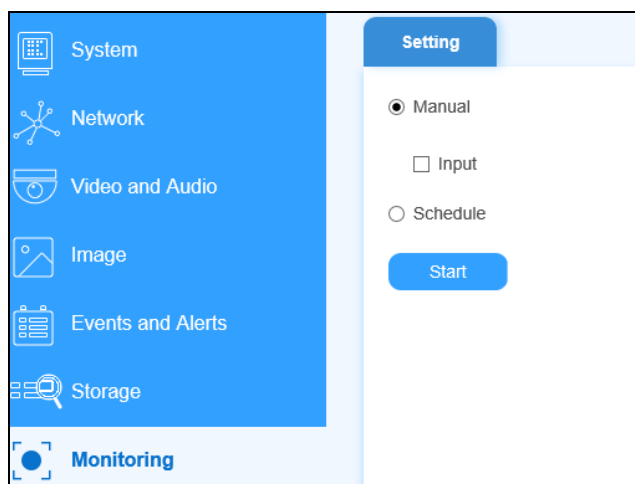 System
Network
Video and Audio
Image
Events and Alerts
Storage
Monitoring
Setting
Manual
Input
Schedule
Start